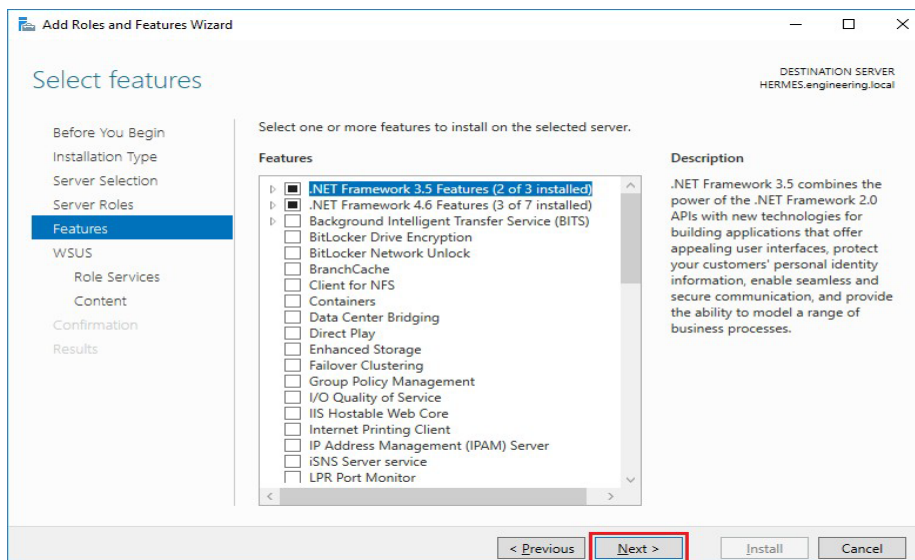 Add Roles and Features Wizard
Select features
DESTINATION SERVER
HERMES.engineering.local
Before You Begin
Installation Type
Server Selection
Server Roles
Features
WSUS
Role Services
Content
Confirmation
Results
Select one or more features to install on the selected server.
Features
.NET Framework 3.5 Features (2 of 3 installed)
.NET Framework 4.6 Features (3 of 7 installed)
Background Intelligent Transfer Service (BITS)
BitLocker Drive Encryption
BitLocker Network Unlock
BranchCache
Client for NFS
Containers
Data Center Bridging
Direct Play
Enhanced Storage
Failover Clustering
Group Policy Management
I/O Quality of Service
IIS Hostable Web Core
Internet Printing Client
IP Address Management (IPAM) Server
iSNS Server service
LPR Port Monitor
Description
.NET Framework 3.5 combines the
power of the .NET Framework 2.0
APIs with new technologies for
building applications that offer
appealing user interfaces, protect
your customers' personal identity
information, enable seamless and
secure communication, and provide
the ability to model a range of
business processes.
< Previous
Next >
Install
Cancel